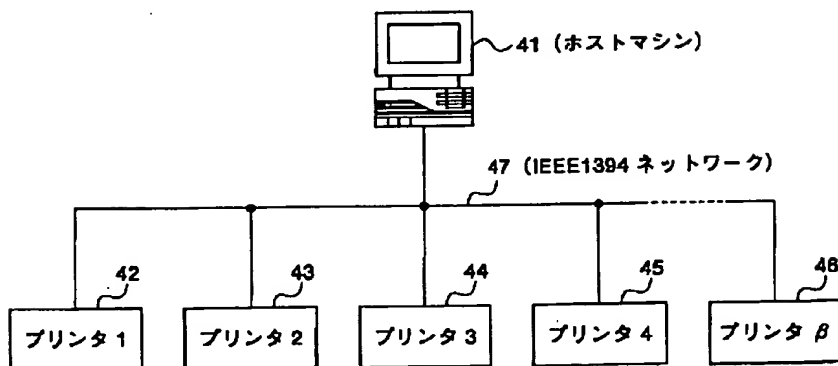 41 (ホストマシン)
47 (IEEE1394 ネットワーク)
42
43
44
45
46
プリンタ 1
プリンタ 2
プリンタ 3
プリンタ 4
プリンタ β